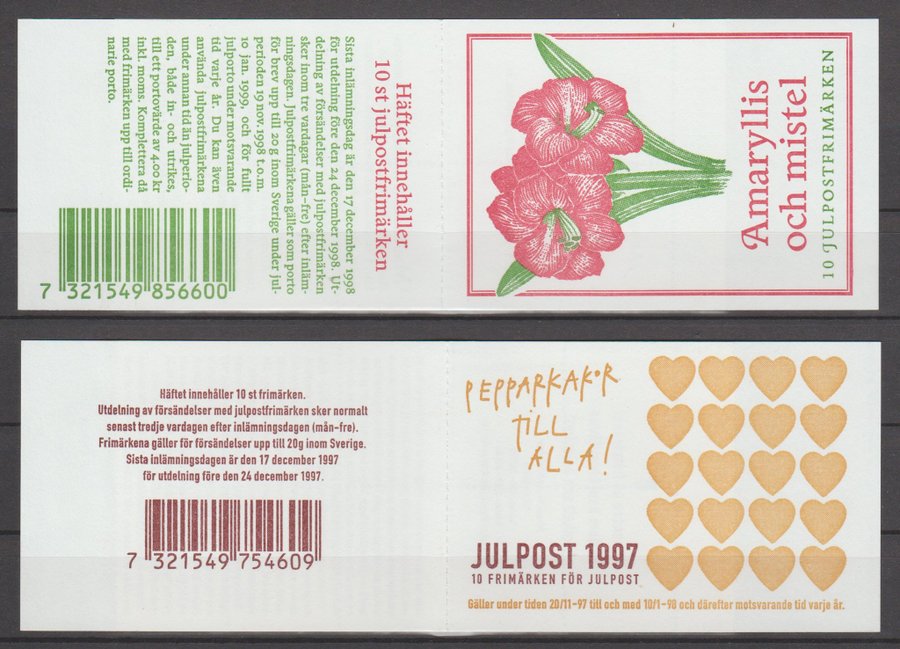 Amaryllis
och mistel
10 JULPOSTFRIMÄRKEN
Häftet innehåller
10 st julpostfrimärken
Sista inlämningsdag är den 17 december 1998
för utdelning före den 24 december 1998. Ut-
delning av försändelser med julpostfrimärken
sker inom tre vardagar (mån-fre) efter inläm-
ningsdagen. Julpostfrimärkena gäller som porto
för brev upp till 20 g inom Sverige under jul-
perioden 19 nov. 1998 t.o.m.
10 jan. 1999, och för fullt
julporto under motsvarande
tid varje år. Du kan även
använda julpostfrimärkena
under annan tid än julperio-
den, både in- och utrikes,
till ett portovärde av 4.00 kr
inkl. moms. Komplettera då
med frimärken upp till ordi-
narie porto.
7 321549 856600
Häftet innehåller 10 st frimärken.
Utdelning av försändelser med julpostfrimärken sker normalt
senast tredje vardagen efter inlämningsdagen (mån-fre).
Frimärkena gäller för försändelser upp till 20g inom Sverige.
Sista inlämningsdagen är den 17 december 1997
för utdelning före den 24 december 1997.
7 321549 754609
PEPPARKAKOR
TILL
ALLA!
JULPOST 1997
10 FRIMÄRKEN FÖR JULPOST
Gäller under tiden 20/11-97 till och med 10/1-98 och därefter motsvarande tid varje år.